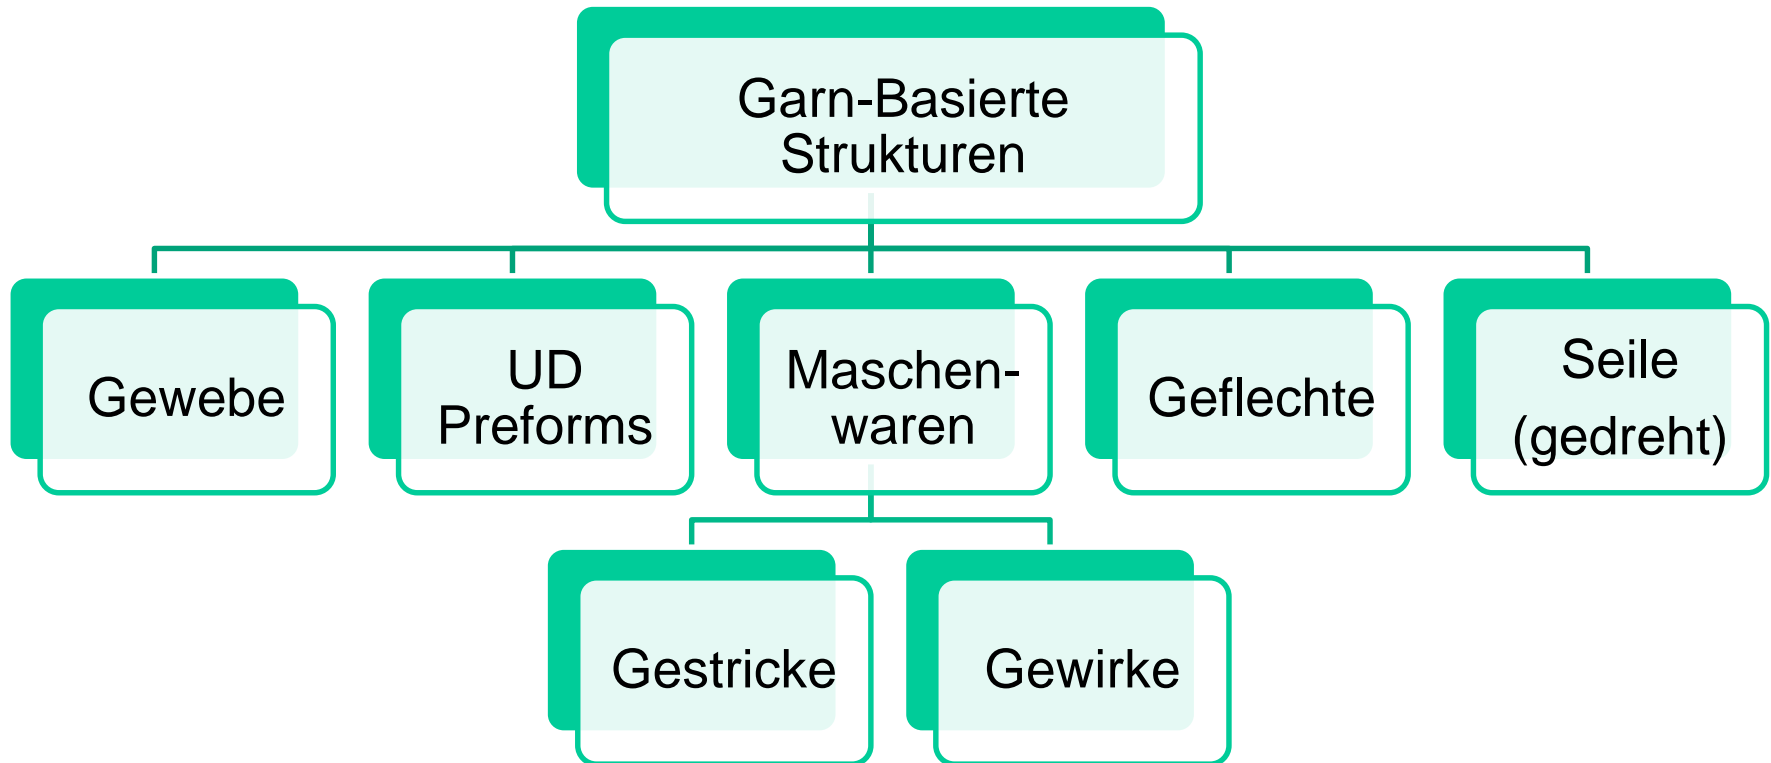 Garn-Basierte
Strukturen
Gewebe
UD
Preforms
Maschen-
waren
Geflechte
Seile
(gedreht)
Gestricke
Gewirke